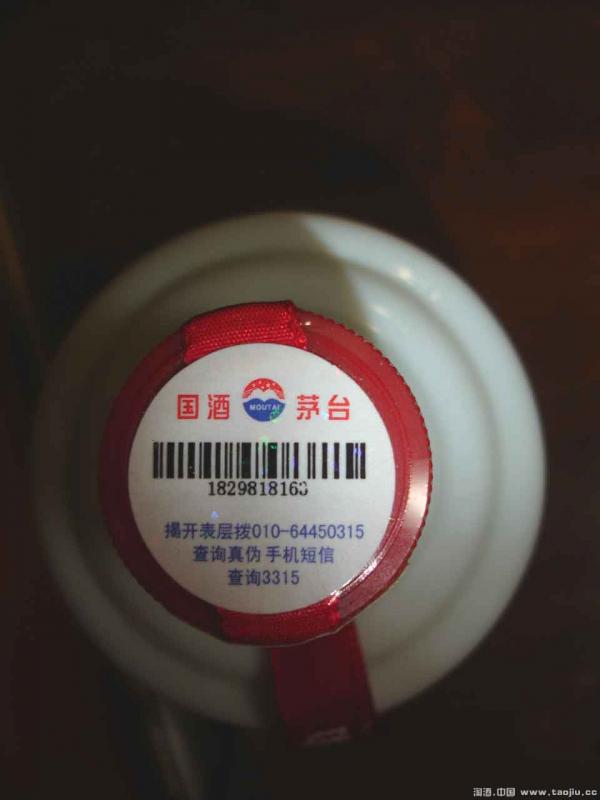 国酒 MOUTAI 茅台
1829818163
揭开表层拨010-64450315
查询真伪 手机短信
查询3315
淘酒.中国 www.taojiu.cc